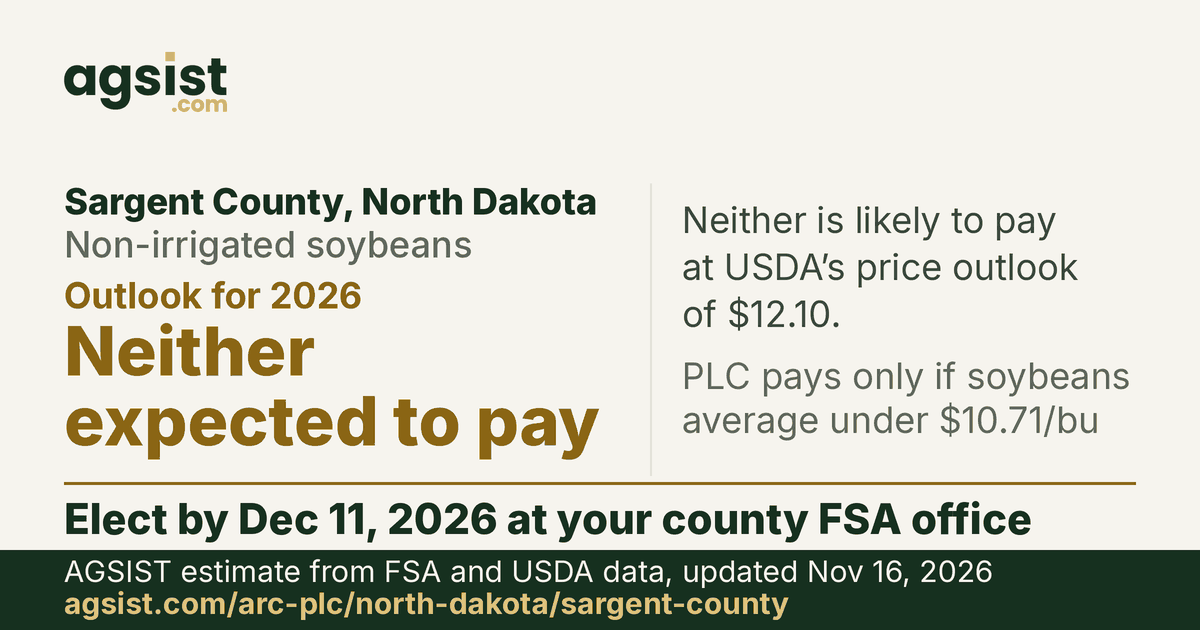 agsist
.com
Sargent County, North Dakota
Non-irrigated soybeans
Outlook for 2026
Neither
expected to pay
Neither is likely to pay
at USDA’s price outlook
of $12.10.
PLC pays only if soybeans
average under $10.71/bu
Elect by Dec 11, 2026 at your county FSA office
AGSIST estimate from FSA and USDA data, updated Nov 16, 2026
agsist.com/arc-plc/north-dakota/sargent-county